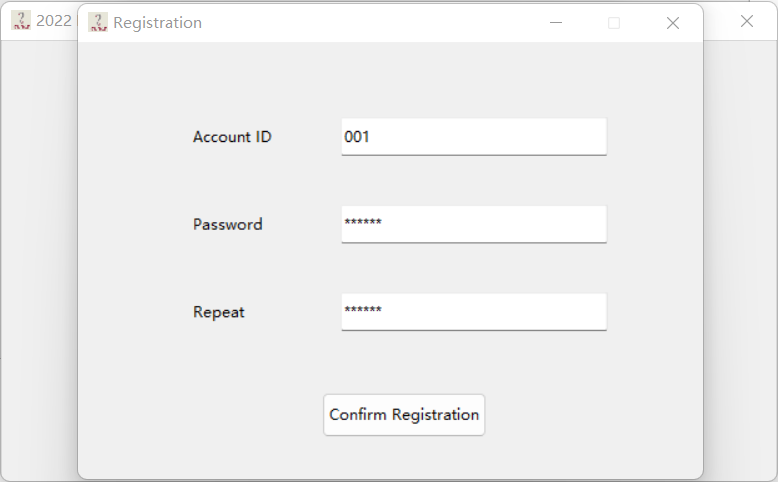 2022
Registration
Account ID
001
Password
******
Repeat
******
Confirm Registration